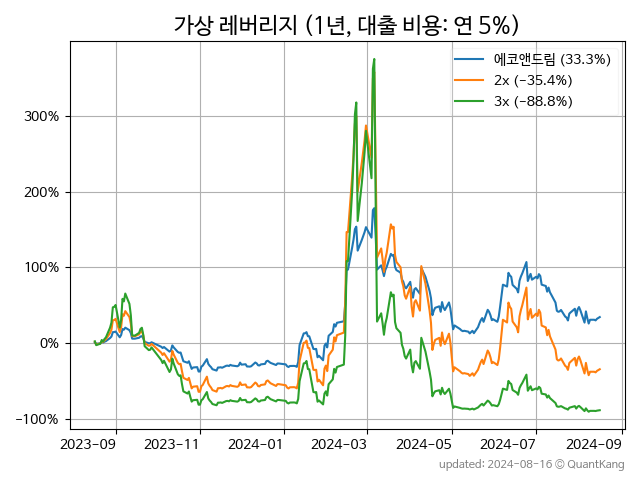 가상 레버리지 (1년, 대출 비용: 연 5%)
에코앤드림 (33.3%)
2x (−35.4%)
3x (−88.8%)
300%
200%
100%
0%
−100%
2023-09 2023-11 2024-01 2024-03 2024-05 2024-07 2024-09
updated: 2024-08-16 © QuantKang